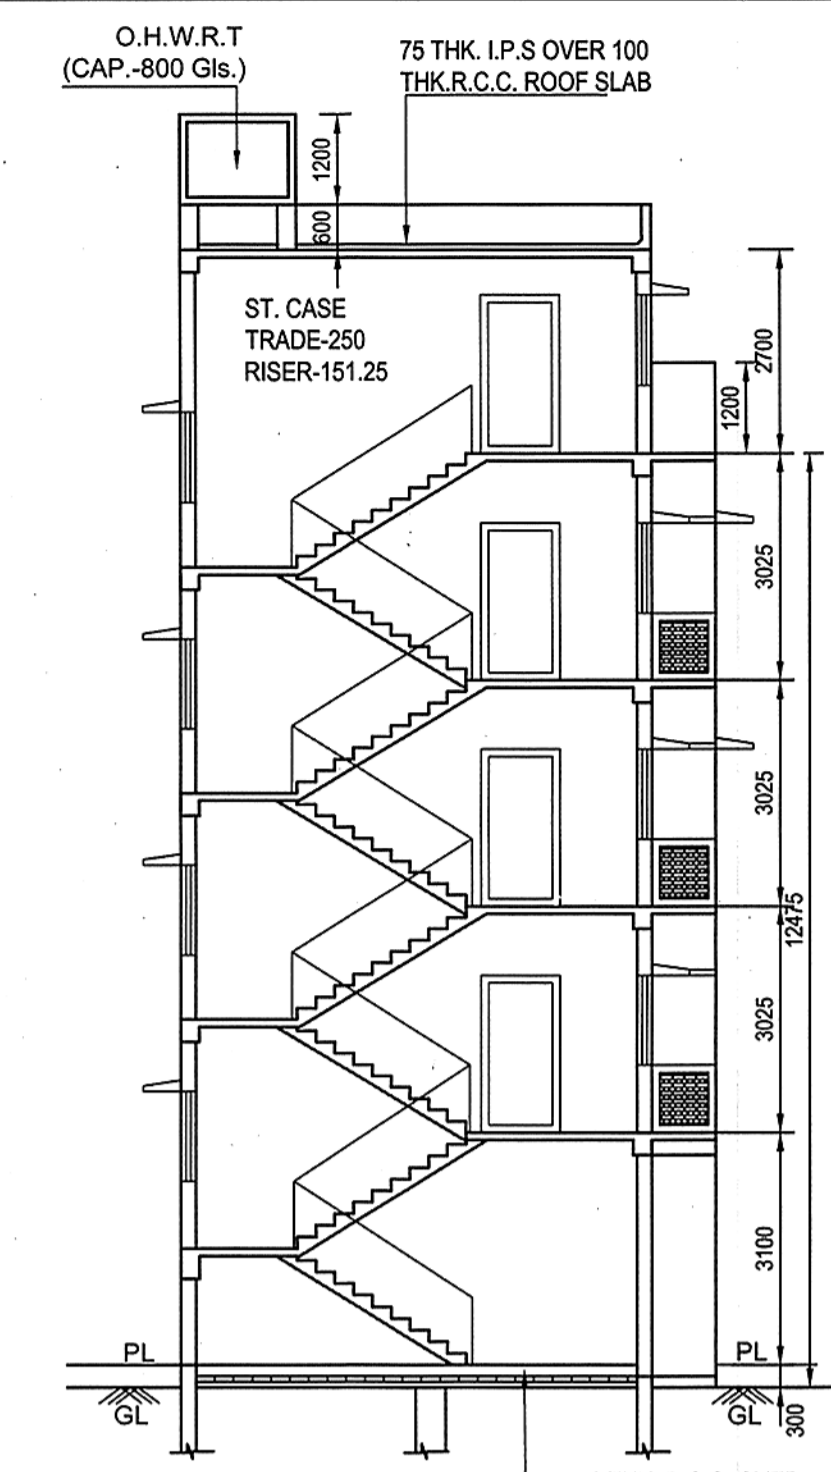 O.H.W.R.T
(CAP.-800 Gls.)
75 THK. I.P.S OVER 100
THK.R.C.C. ROOF SLAB
1200
600
ST. CASE
TRADE-250
RISER-151.25
2700
1200
3025
3025
12475
3025
3100
PL
PL
GL
GL
300